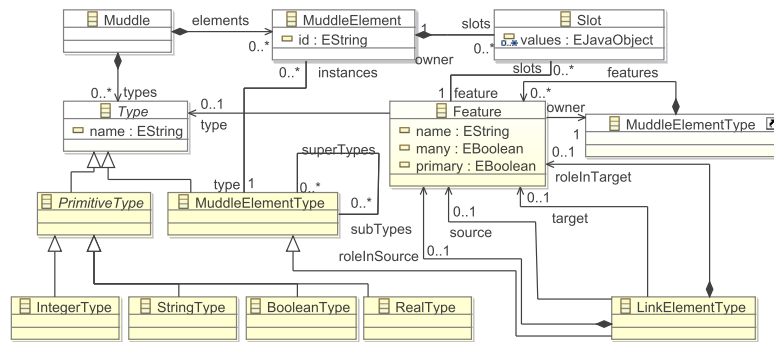 Muddle
elements
0..*
MuddleElement
id : EString
1
owner
slots
0..*
Slot
values : EJavaObject
0..*
types
0..*
instances
slots
0..*
1
feature
features
0..*
Type
name : EString
0..1
type
Feature
name : EString
many : EBoolean
primary : EBoolean
owner
1
MuddleElementType
0..1
roleInTarget
superTypes
0..*
PrimitiveType
type
1
MuddleElementType
0..*
subTypes
0..1
source
0..1
target
roleInSource
0..1
IntegerType
StringType
BooleanType
RealType
LinkElementType